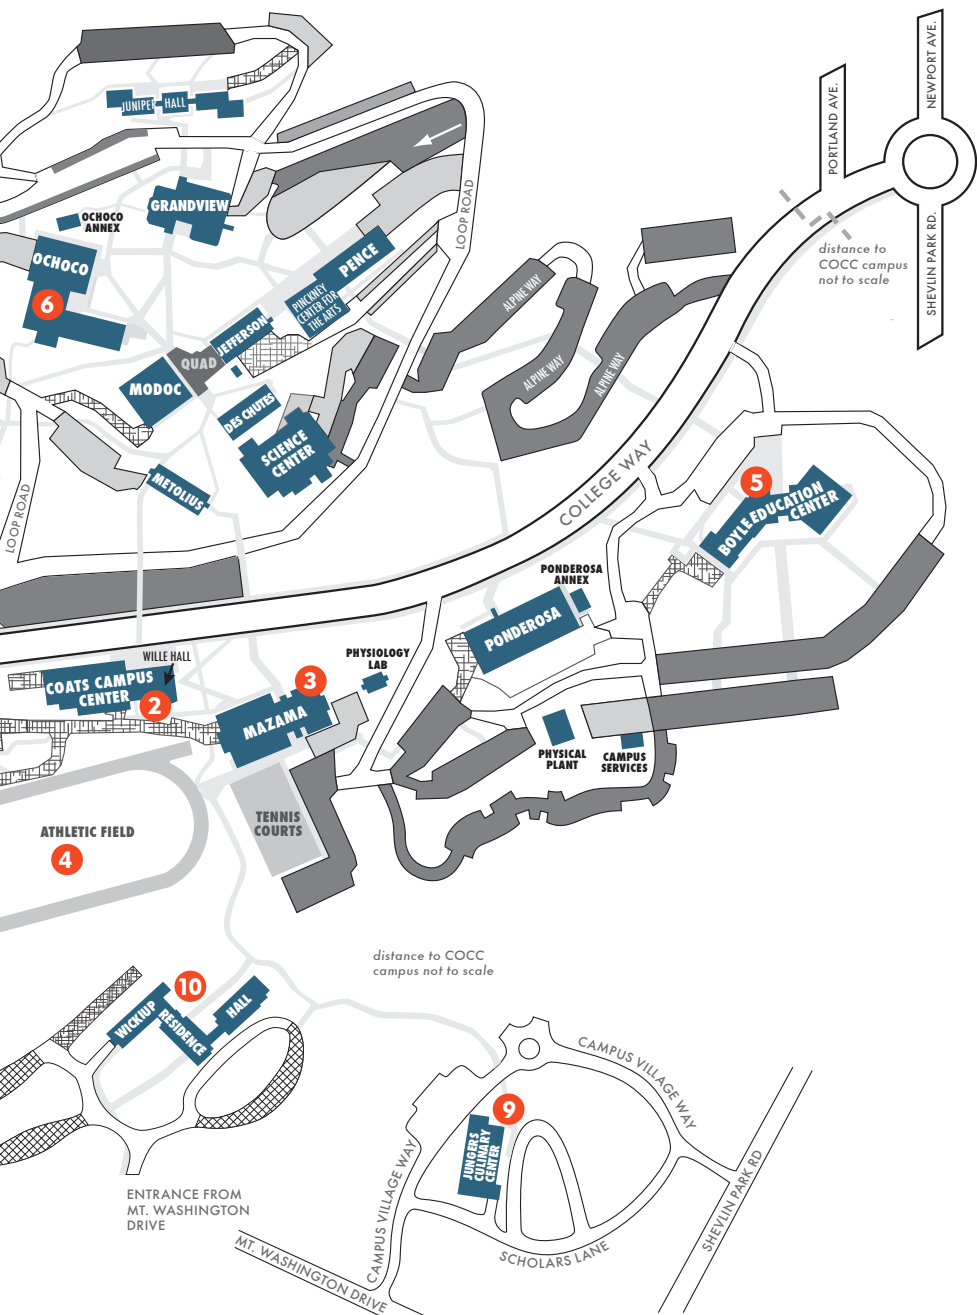 NEWPORT AVE.
PORTLAND AVE.
JUNIPER HALL
GRANDVIEW
OCHOCO
ANNEX
LOOP ROAD
SHEVLIN PARK RD.
distance to
COCC campus
not to scale
OCHOCO
6
PENCE
PINCKNEY
CENTER FOR
THE ARTS
ALPINE WAY
JEFFERSON
QUAD
MODOC
ALPINE WAY
ALPINE WAY
DES CHUTES
SCIENCE
CENTER
METOLIUS
LOOP ROAD
COLLEGE WAY
5
BOYLE EDUCATION
CENTER
PONDEROSA
ANNEX
PONDEROSA
WILLE HALL
PHYSIOLOGY
LAB
COATS CAMPUS
CENTER
2
3
MAZAMA
PHYSICAL
PLANT
CAMPUS
SERVICES
TENNIS
COURTS
ATHLETIC FIELD
4
distance to COCC
campus not to scale
10
WICKIUP
RESIDENCE
HALL
CAMPUS VILLAGE WAY
9
JUNGERS
CULINARY
CENTER
CAMPUS VILLAGE WAY
SHEVLIN PARK RD
ENTRANCE FROM
MT. WASHINGTON
DRIVE
SCHOLARS LANE
MT. WASHINGTON DRIVE